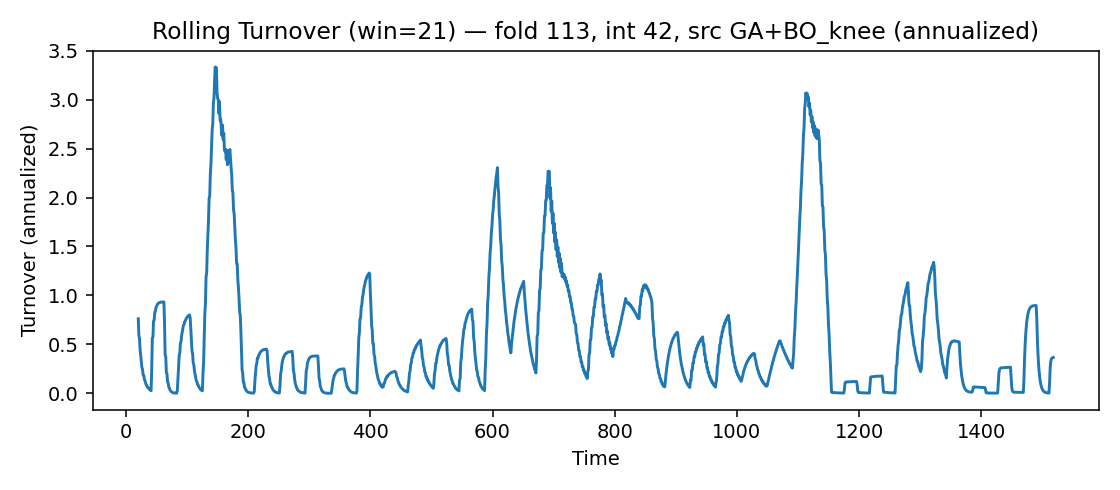 Rolling Turnover (win=21) — fold 113, int 42, src GA+BO_knee (annualized)
Turnover (annualized)
3.5
3.0
2.5
2.0
1.5
1.0
0.5
0.0
0 200 400 600 800 1000 1200 1400
Time